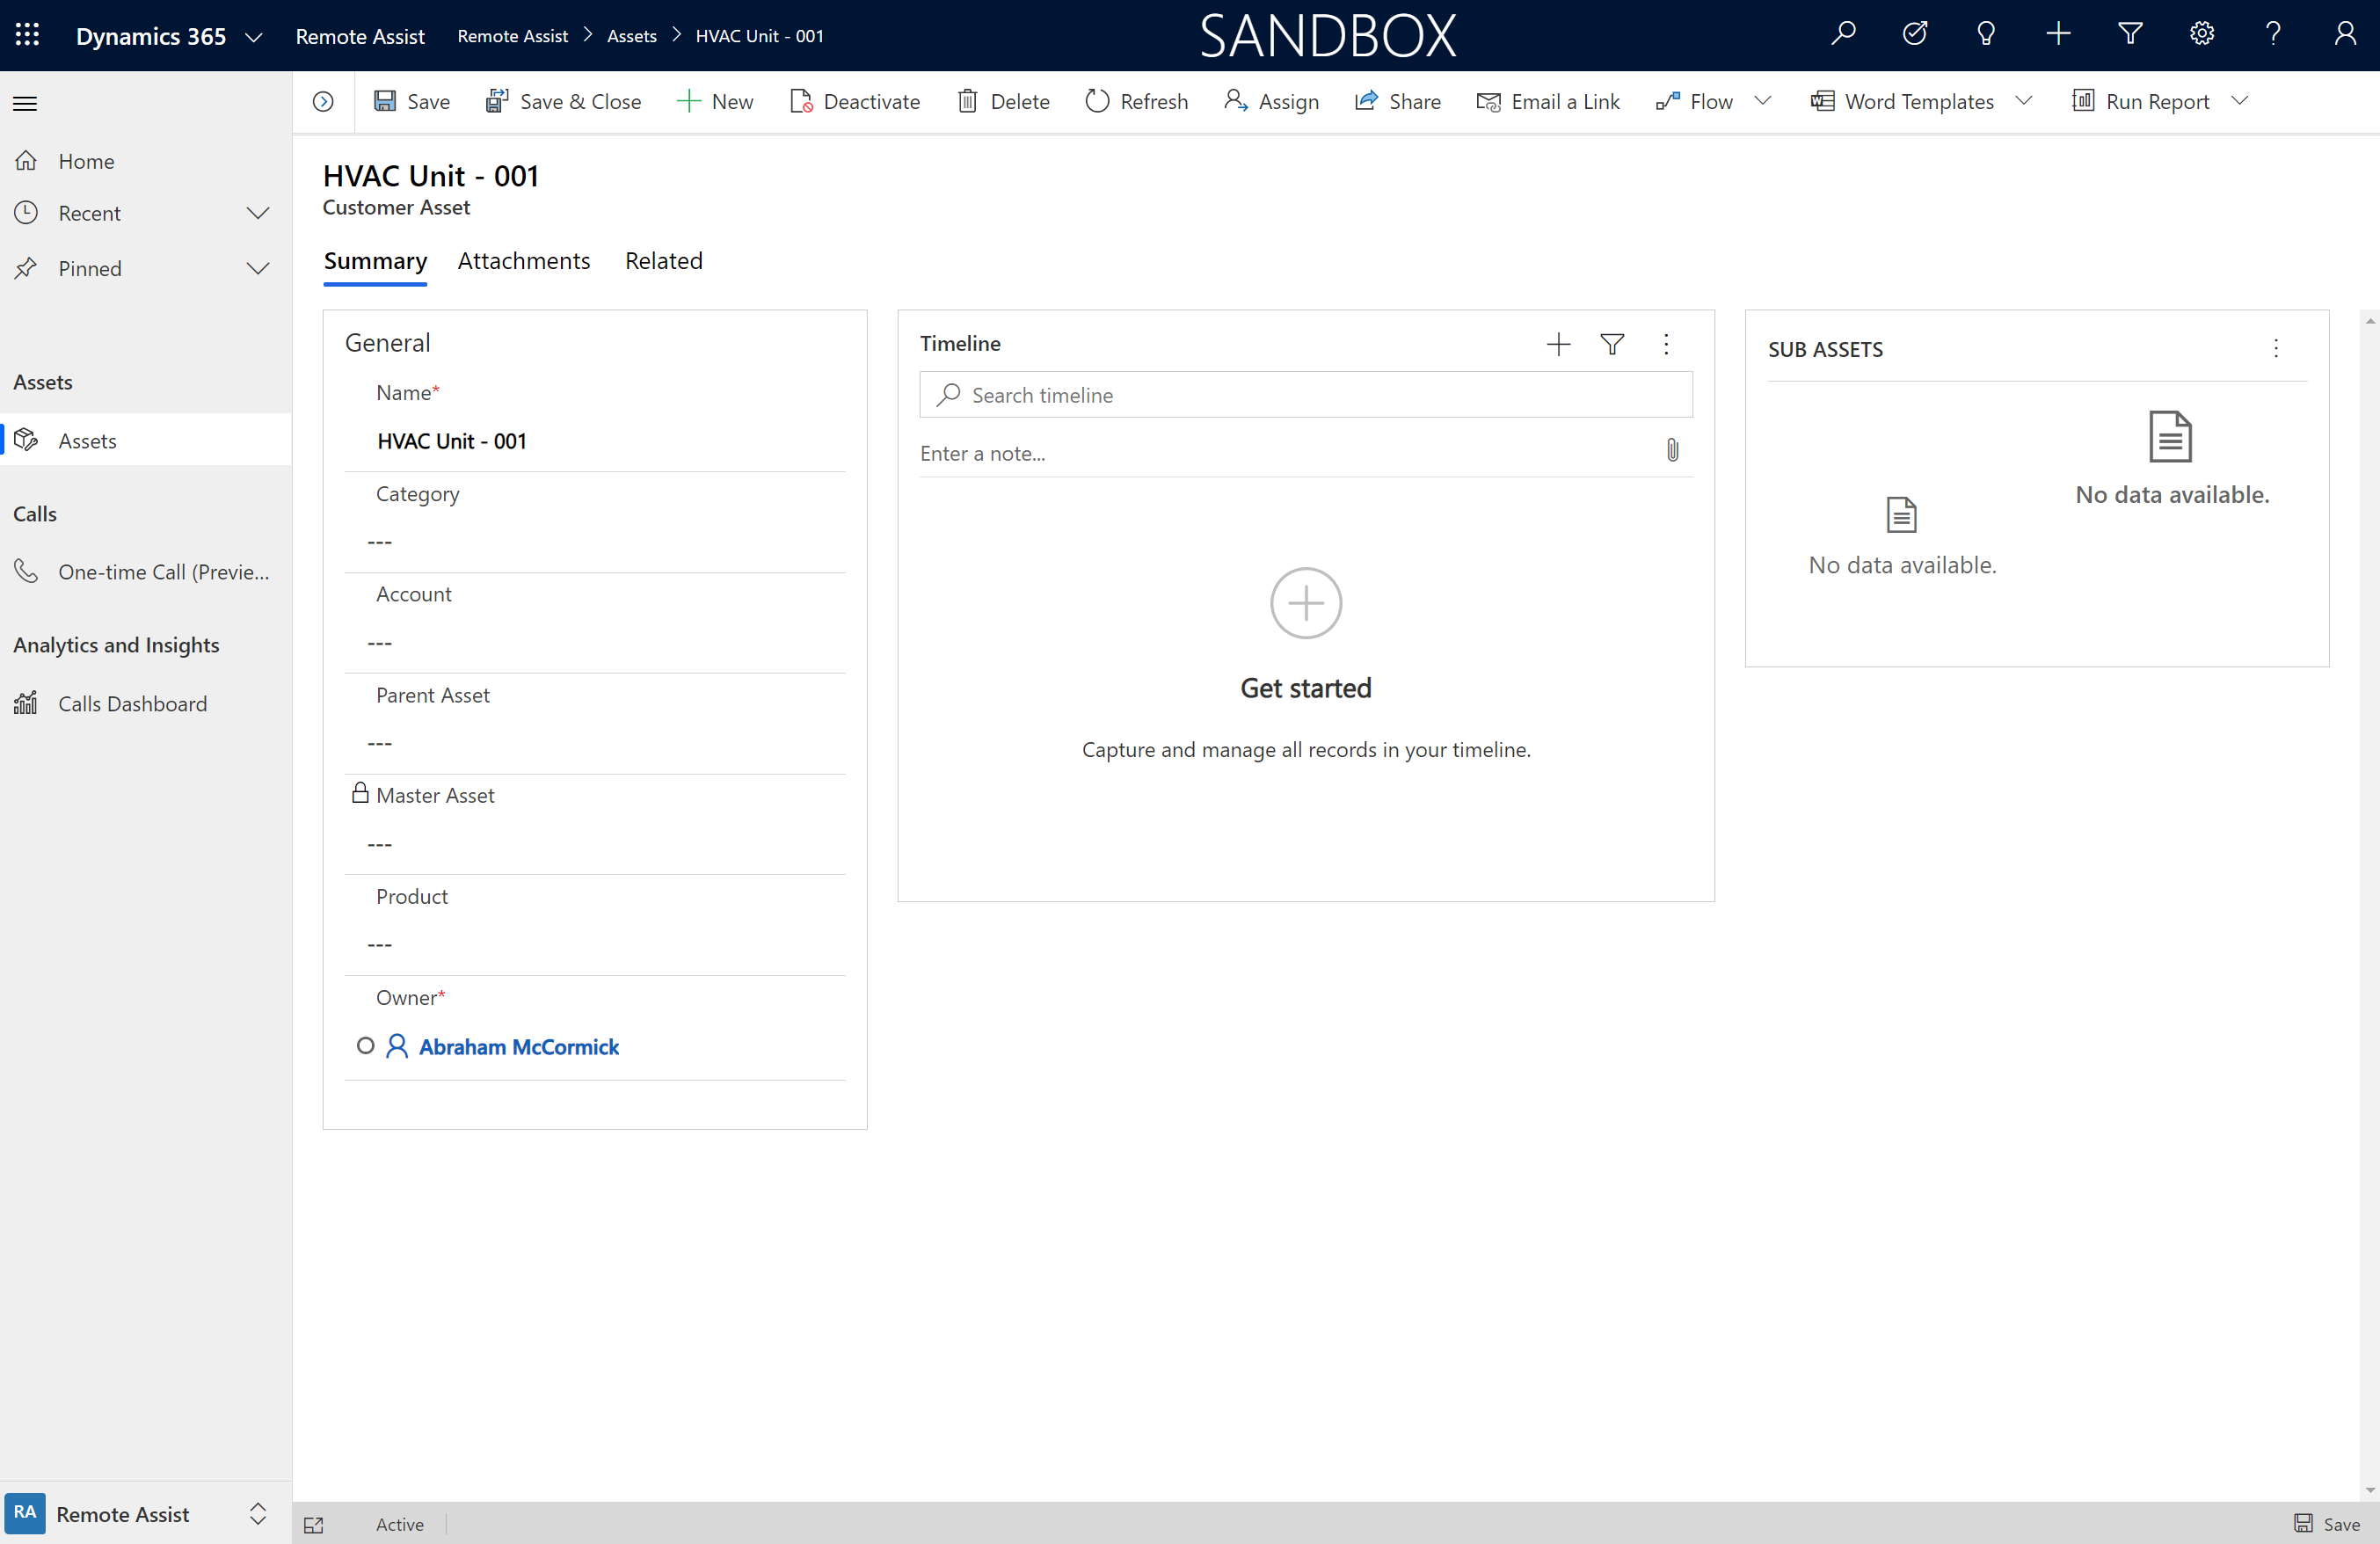 Dynamics 365 Remote Assist Remote Assist Assets HVAC Unit - 001 SANDBOX
Save Save & Close New Deactivate Delete Refresh Assign Share Email a Link Flow Word Templates Run Report
Home
Recent
Pinned
Assets
Assets
Calls
One-time Call (Previe...
Analytics and Insights
Calls Dashboard
RA Remote Assist
HVAC Unit - 001
Customer Asset
Summary Attachments Related
General
Name*
HVAC Unit - 001
Category
---
Account
---
Parent Asset
---
Master Asset
---
Product
---
Owner*
Abraham McCormick
Timeline
Search timeline
Enter a note...
Get started
Capture and manage all records in your timeline.
SUB ASSETS
No data available.
No data available.
Active Save